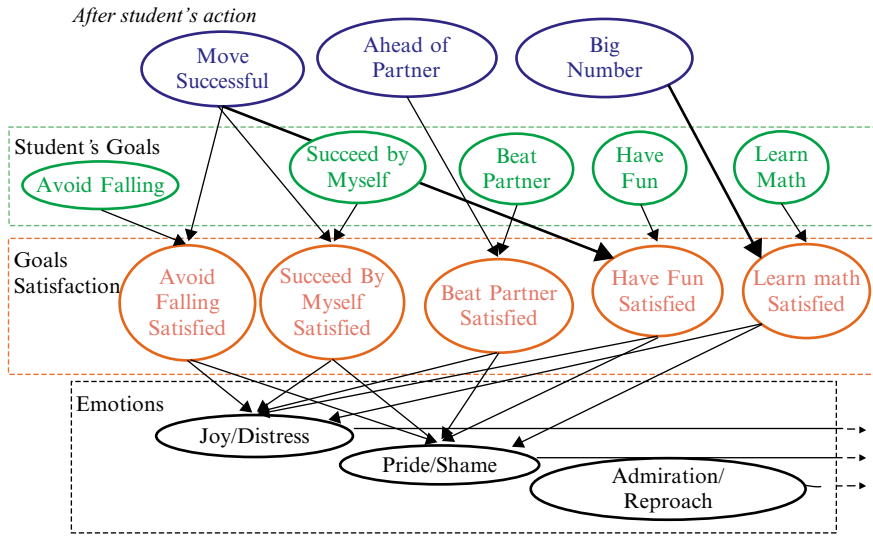 After student's action
Move
Successful
Ahead of
Partner
Big
Number
Student's Goals
Avoid Falling
Succeed by
Myself
Beat
Partner
Have
Fun
Learn
Math
Goals
Satisfaction
Avoid
Falling
Satisfied
Succeed By
Myself
Satisfied
Beat Partner
Satisfied
Have Fun
Satisfied
Learn math
Satisfied
Emotions
Joy/Distress
Pride/Shame
Admiration/
Reproach